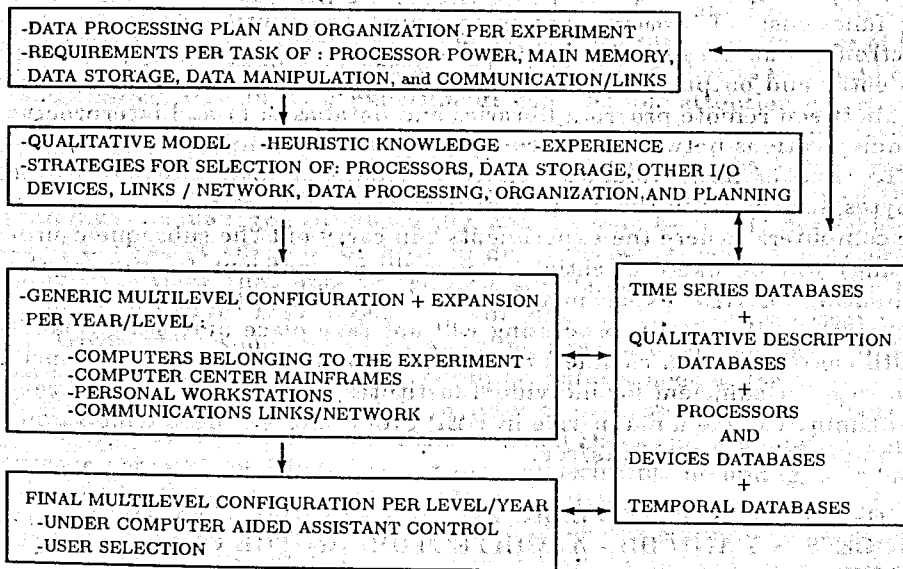 -DATA PROCESSING PLAN AND ORGANIZATION PER EXPERIMENT
-REQUIREMENTS PER TASK OF : PROCESSOR POWER, MAIN MEMORY,
DATA STORAGE, DATA MANIPULATION, and COMMUNICATION/LINKS
-QUALITATIVE MODEL -HEURISTIC KNOWLEDGE -EXPERIENCE
-STRATEGIES FOR SELECTION OF: PROCESSORS, DATA STORAGE, OTHER I/O
DEVICES, LINKS / NETWORK, DATA PROCESSING, ORGANIZATION, AND PLANNING
-GENERIC MULTILEVEL CONFIGURATION + EXPANSION
PER YEAR/LEVEL :
-COMPUTERS BELONGING TO THE EXPERIMENT
-COMPUTER CENTER MAINFRAMES
-PERSONAL WORKSTATIONS
-COMMUNICATIONS LINKS/NETWORK
TIME SERIES DATABASES
+
QUALITATIVE DESCRIPTION
DATABASES
+
PROCESSORS
AND
DEVICES DATABASES
+
TEMPORAL DATABASES
FINAL MULTILEVEL CONFIGURATION PER LEVEL/YEAR
-UNDER COMPUTER AIDED ASSISTANT CONTROL
-USER SELECTION